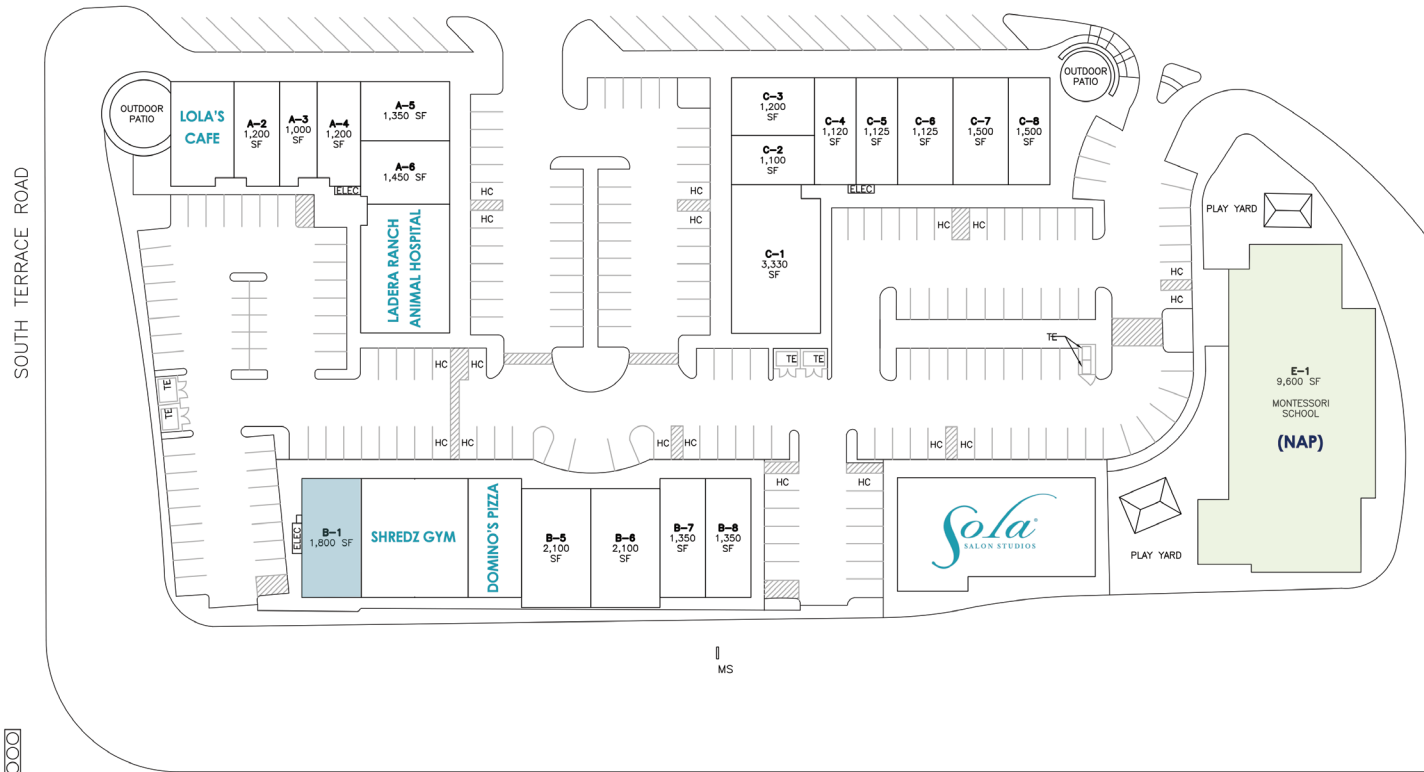 SOUTH TERRACE ROAD
OUTDOOR
PATIO
LOLA'S
CAFE
A-2
1,200
SF
A-3
1,000
SF
A-4
1,200
SF
A-5
1,350 SF
A-6
1,450 SF
ELEC
LADERA RANCH
ANIMAL HOSPITAL
HC
HC
HC
HC
C-3
1,200
SF
C-2
1,100
SF
C-1
3,330
SF
C-4
1,120
SF
C-5
1,125
SF
C-6
1,125
SF
C-7
1,500
SF
C-8
1,500
SF
ELEC
OUTDOOR
PATIO
HC
HC
HC
HC
PLAY YARD
TE
TE
HC
HC
TE
TE
TE
E-1
9,600 SF
MONTESSORI
SCHOOL
(NAP)
HC
HC
HC
HC
HC
HC
HC
HC
ELEC
B-1
1,800 SF
SHREDZ GYM
DOMINO'S PIZZA
B-5
2,100
SF
B-6
2,100
SF
B-7
1,350
SF
B-8
1,350
SF
Sola
SALON STUDIOS
PLAY YARD
MS